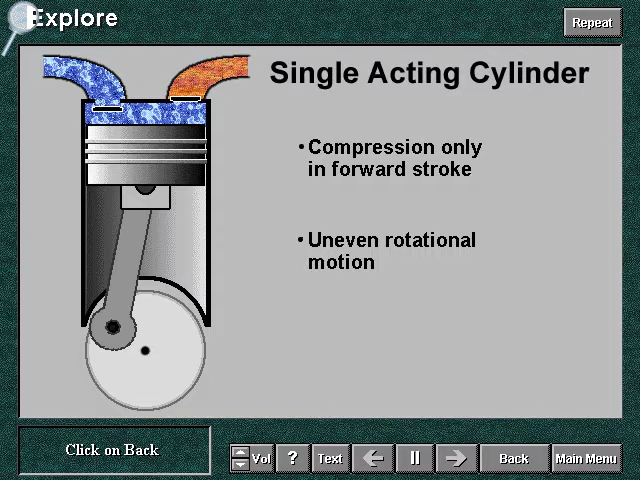 Explore
Repeat
Single Acting Cylinder
•Compression only
in forward stroke
•Uneven rotational
motion
Click on Back
Vol
?
Text
Back
Main Menu